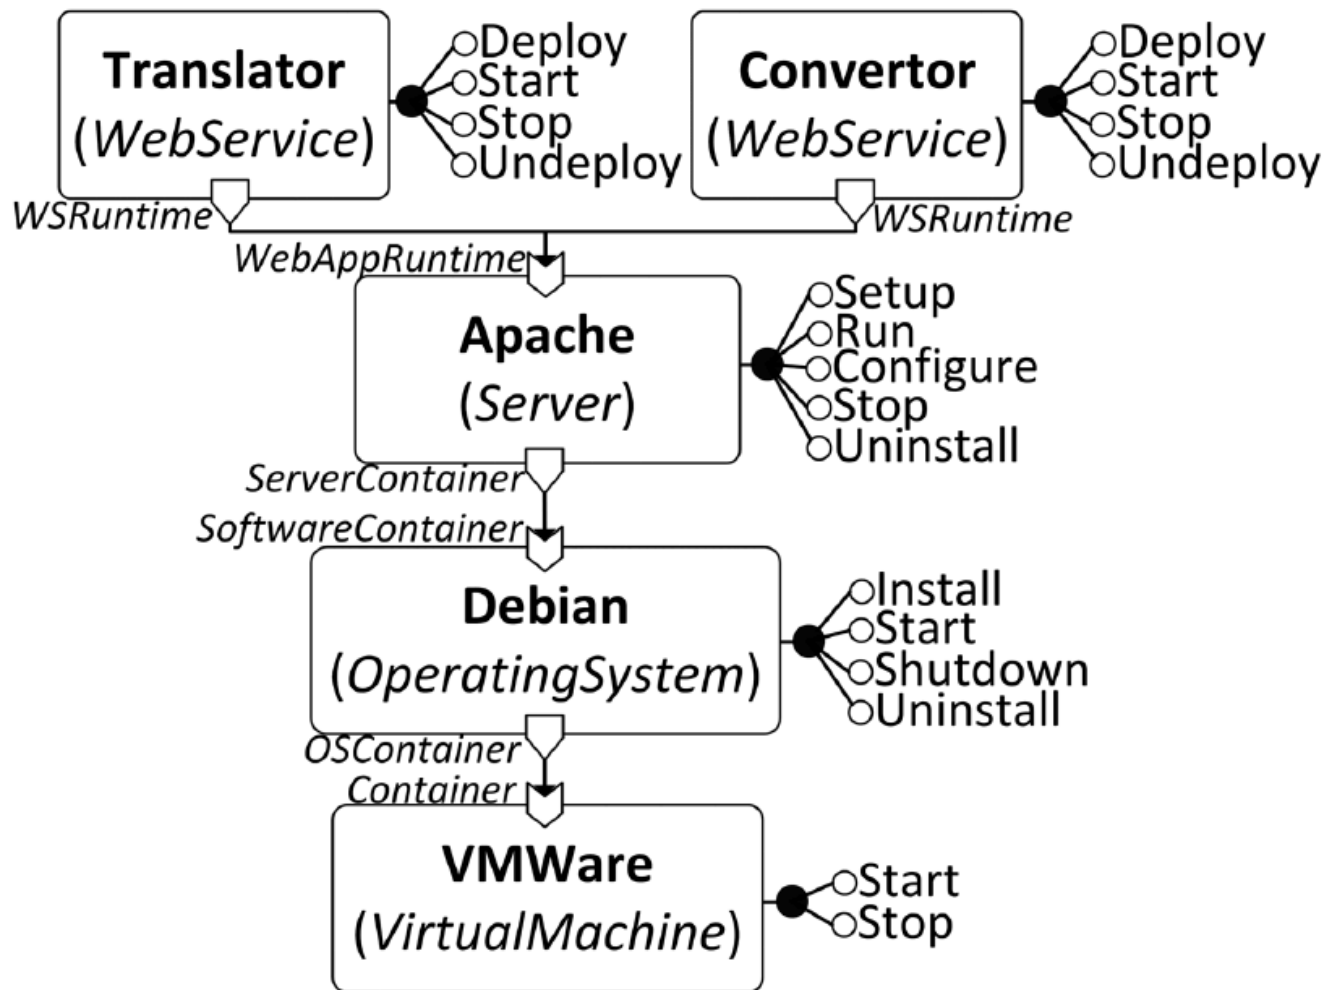 Translator
(WebService)
Deploy
Start
Stop
Undeploy
Convertor
(WebService)
Deploy
Start
Stop
Undeploy
WSRuntime
WSRuntime
WebAppRuntime
Apache
(Server)
Setup
Run
Configure
Stop
Uninstall
ServerContainer
SoftwareContainer
Debian
(OperatingSystem)
Install
Start
Shutdown
Uninstall
OSContainer
Container
VMWare
(VirtualMachine)
Start
Stop